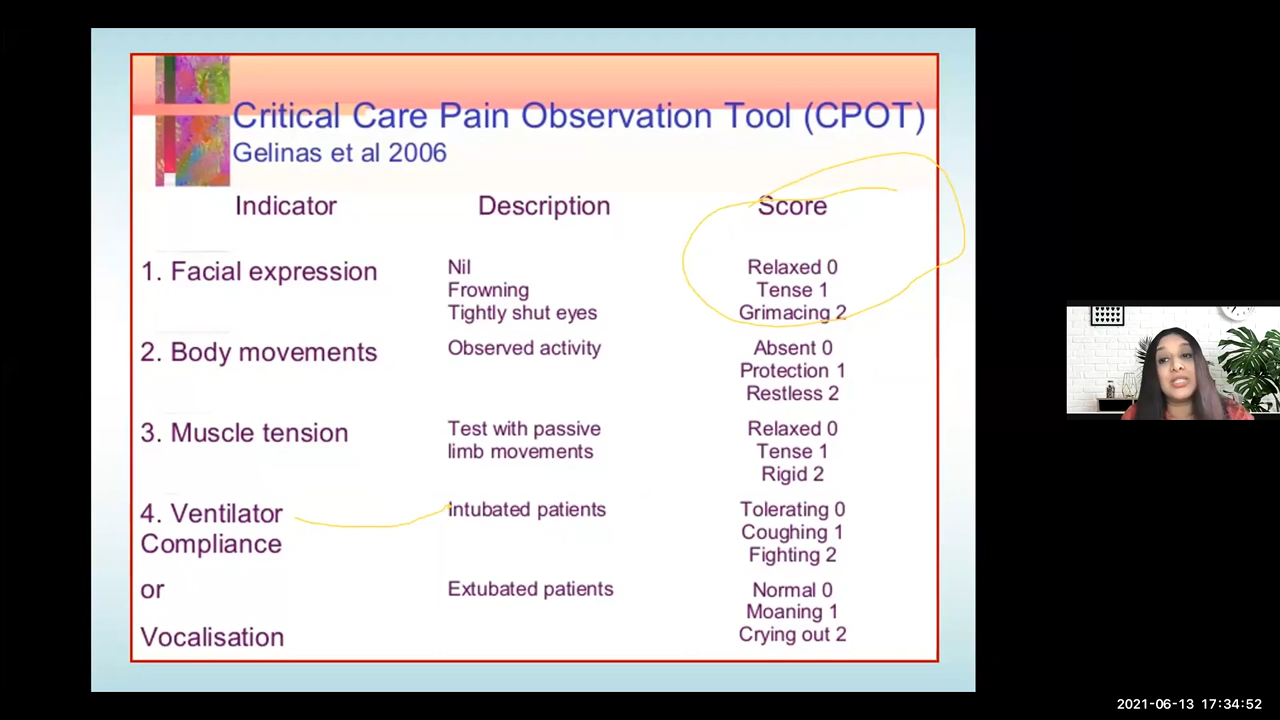 Critical Care Pain Observation Tool (CPOT)
Gelinas et al 2006
Indicator Description Score
1. Facial expression Nil Relaxed 0
Frowning Tense 1
Tightly shut eyes Grimacing 2
2. Body movements Observed activity Absent 0
Protection 1
Restless 2
3. Muscle tension Test with passive Relaxed 0
limb movements Tense 1
Rigid 2
4. Ventilator Intubated patients Tolerating 0
Compliance Coughing 1
Fighting 2
or Extubated patients Normal 0
Moaning 1
Vocalisation Crying out 2
2021-06-13 17:34:52